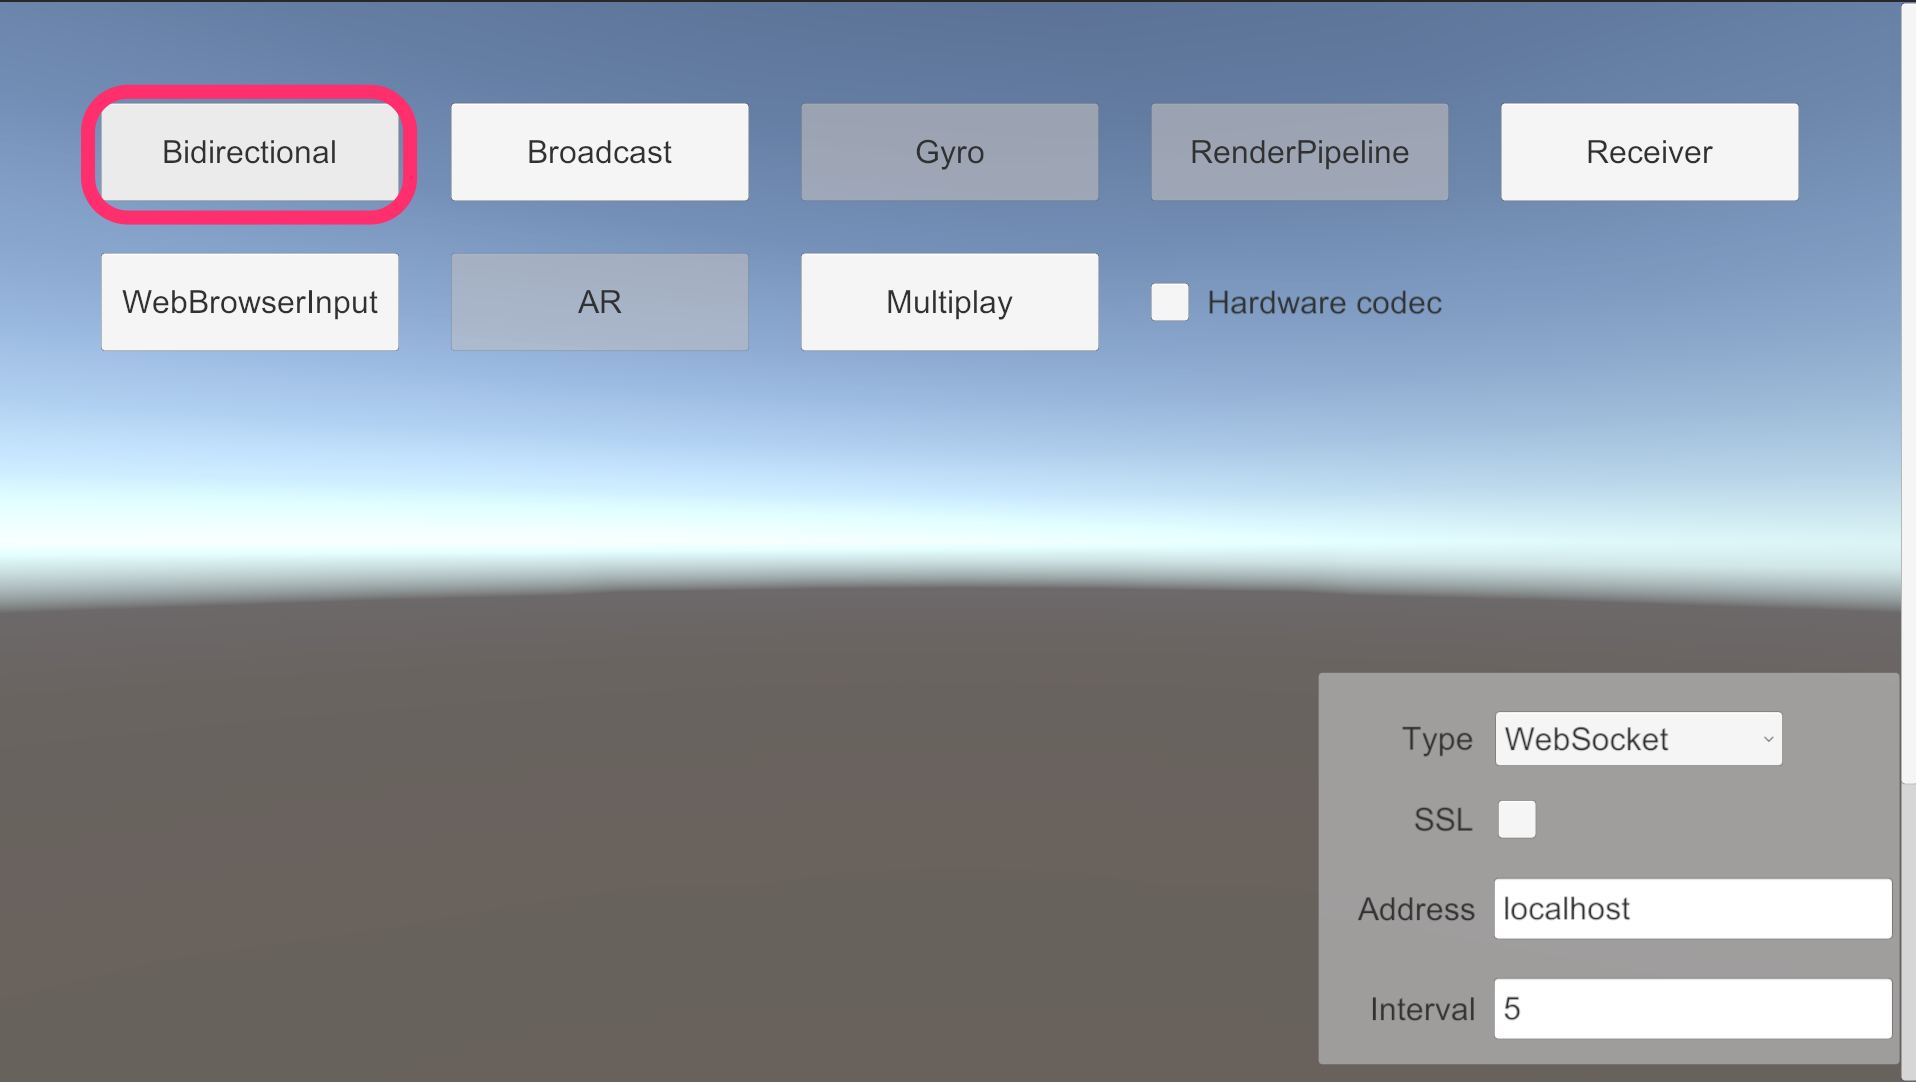 Bidirectional
Broadcast
Gyro
RenderPipeline
Receiver
WebBrowserInput
AR
Multiplay
Hardware codec
Type WebSocket
SSL
Address localhost
Interval 5